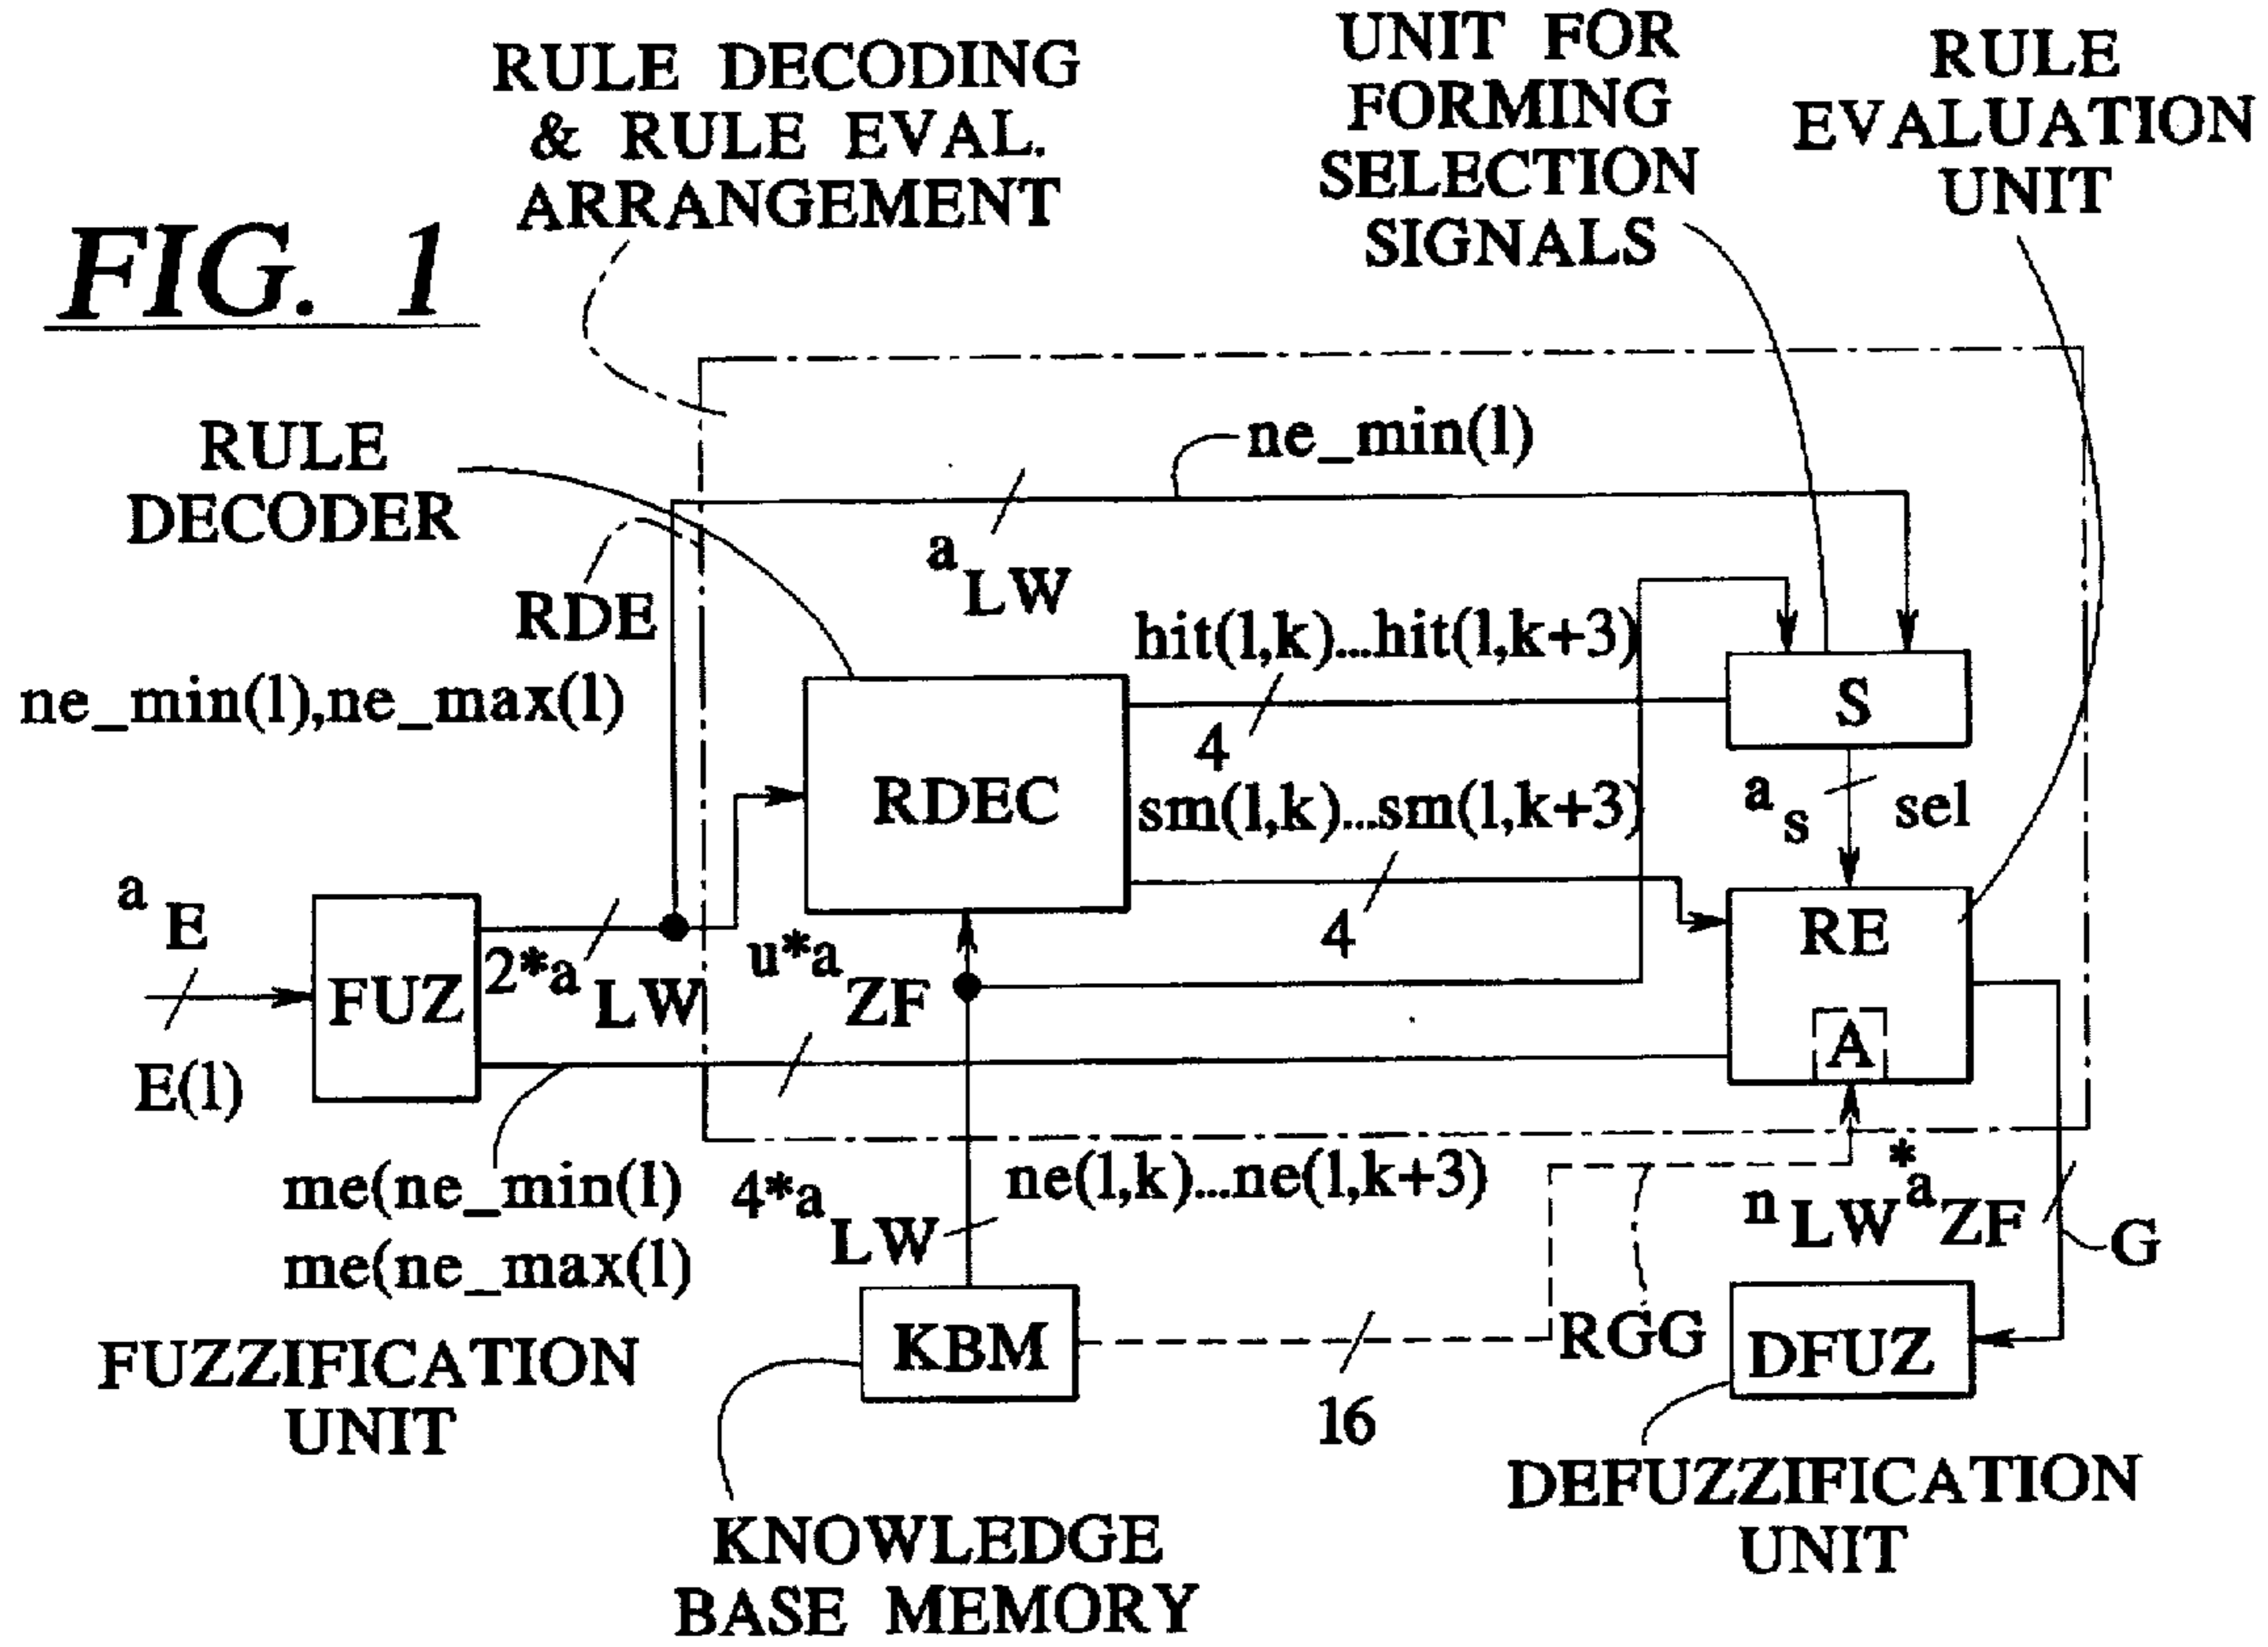 FIG. 1
RULE DECODING
& RULE EVAL.
ARRANGEMENT
UNIT FOR
FORMING
SELECTION
SIGNALS
RULE
EVALUATION
UNIT
RULE
DECODER
RDE
ne_min(l)
a LW
ne_min(l),ne_max(l)
hit(l,k)...hit(l,k+3)
4
S
RDEC
sm(l,k)...sm(l,k+3)
4
a s
sel
a E
E(l)
FUZ
2*a LW
u*a ZF
RE
A
me(ne_min(l)
me(ne_max(l)
4*a LW
ne(l,k)...ne(l,k+3)
n LW *a ZF
G
KBM
RGG
16
DFUZ
FUZZIFICATION
UNIT
KNOWLEDGE
BASE MEMORY
DEFUZZIFICATION
UNIT